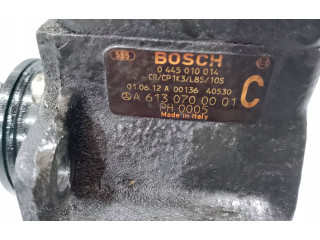 585 BOSCH
0 445 010 014
CR/CP1K3/L85/10S
01.06.12 A 00136 40530
A 613 070 00 01 C
PH 0005
Made in Italy